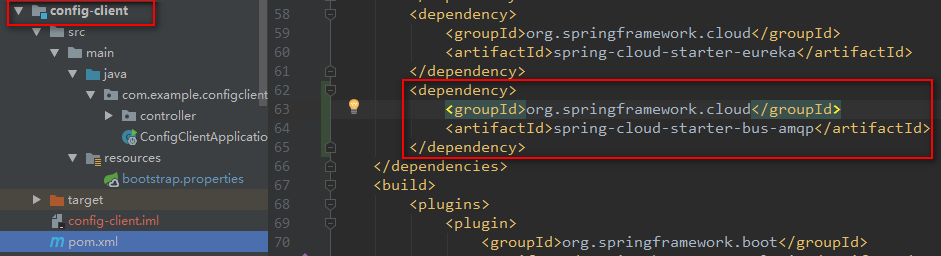 config-client
src
main
java
com.example.configclient
controller
ConfigClientApplicatio
resources
bootstrap.properties
target
config-client.iml
pom.xml
58 <dependency>
59 <groupId>org.springframework.cloud</groupId>
60 <artifactId>spring-cloud-starter-eureka</artifactId>
61 </dependency>
62 <dependency>
63 <groupId>org.springframework.cloud</groupId>
64 <artifactId>spring-cloud-starter-bus-amqp</artifactId>
65 </dependency>
66 </dependencies>
67 <build>
68 <plugins>
69 <plugin>
70 <groupId>org.springframework.boot</groupId>